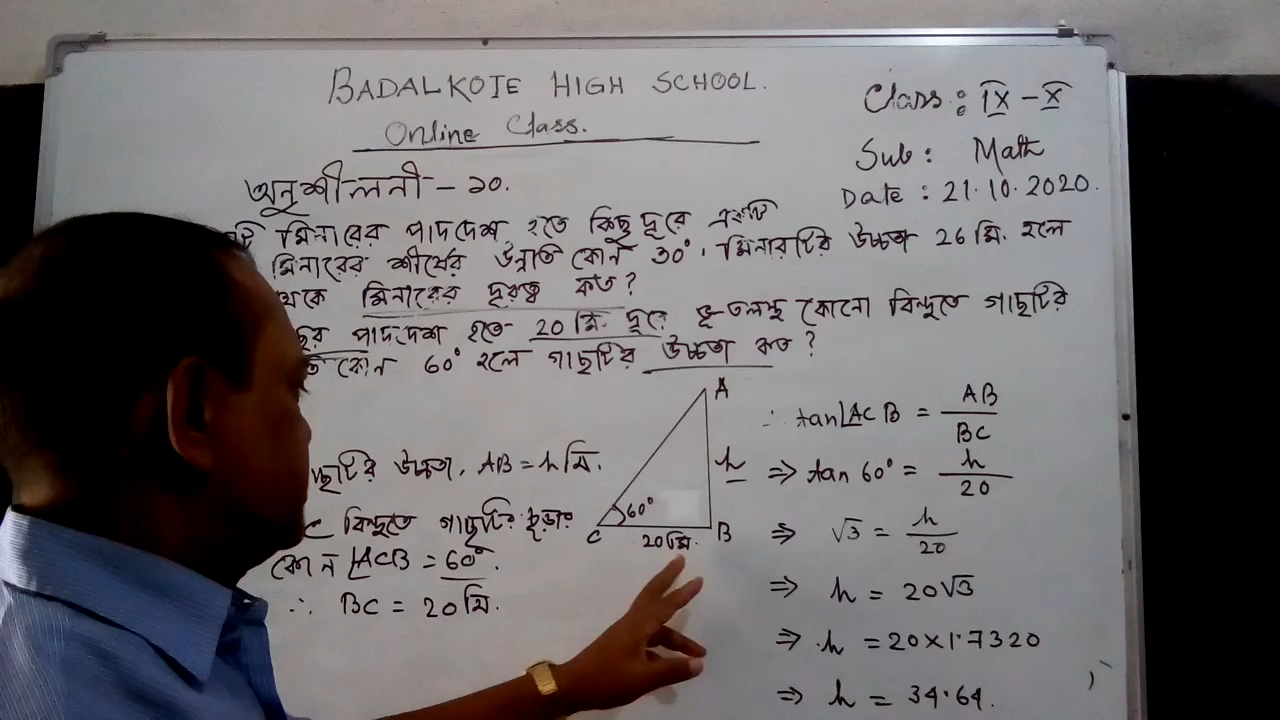 BADALKOTE HIGH SCHOOL.
Online Class.
Class : IX - X
Sub : Math
Date : 21.10.2020.
অনুশীলনী - ১০.
মিনারের পাদদেশ হতে কিছু দূরে একটি
মিনারের শীর্ষের উন্নতি কোন 30°. মিনারটির উচ্চতা 26 মি. হলে
থেকে মিনারের দূরত্ব কত?
পাদদেশ হতে 20 মি. দূরে ভূ-তলস্থ কোনো বিন্দুতে গাছটির
কোন 60° হলে গাছটির উচ্চতা কত?
উচ্চতা, AB = h মি.
C বিন্দুতে গাছটির চূড়ার
কোন ∠ACB = 60°.
∴ BC = 20 মি.
A
h
60°
C
20 মি.
B
∴ tan∠ACB = AB/BC
⇒ tan 60° = h/20
⇒ √3 = h/20
⇒ h = 20√3
⇒ h = 20×1.7320
⇒ h = 34.64.